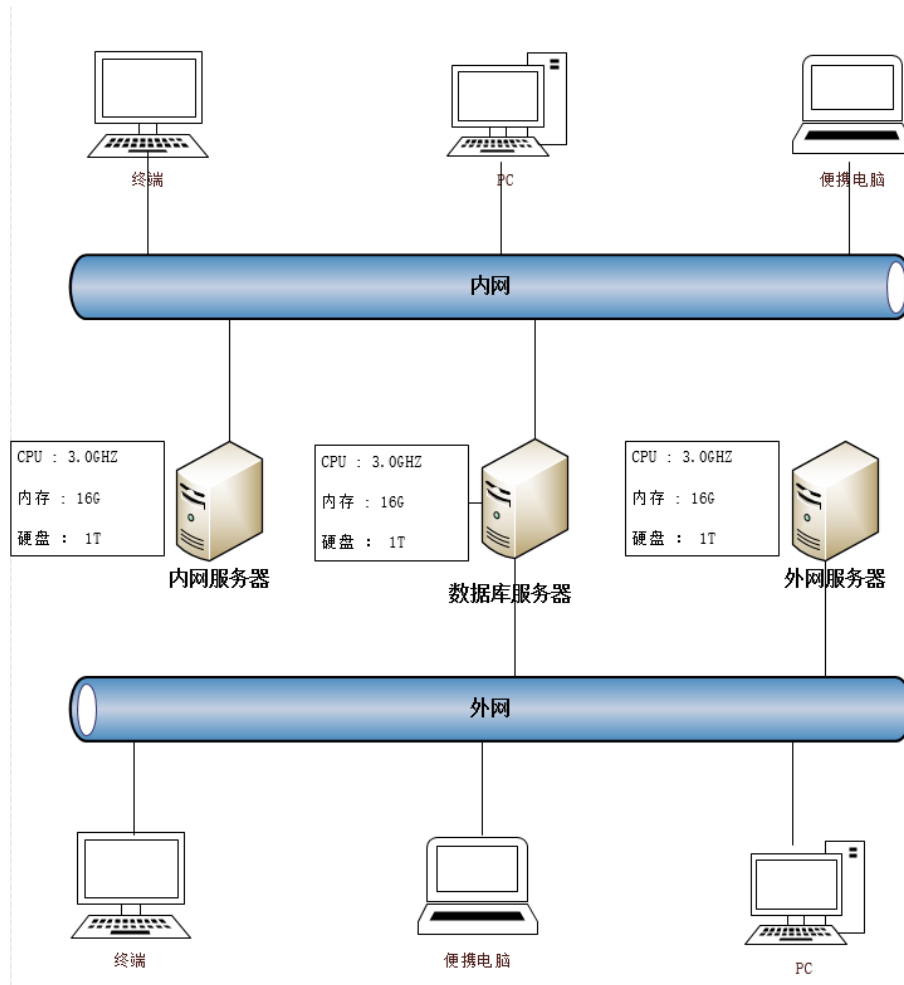 终端
PC
便携电脑
内网
CPU : 3.0GHZ
内存 : 16G
硬盘 : 1T
内网服务器
CPU : 3.0GHZ
内存 : 16G
硬盘 : 1T
数据库服务器
CPU : 3.0GHZ
内存 : 16G
硬盘 : 1T
外网服务器
外网
终端
便携电脑
PC